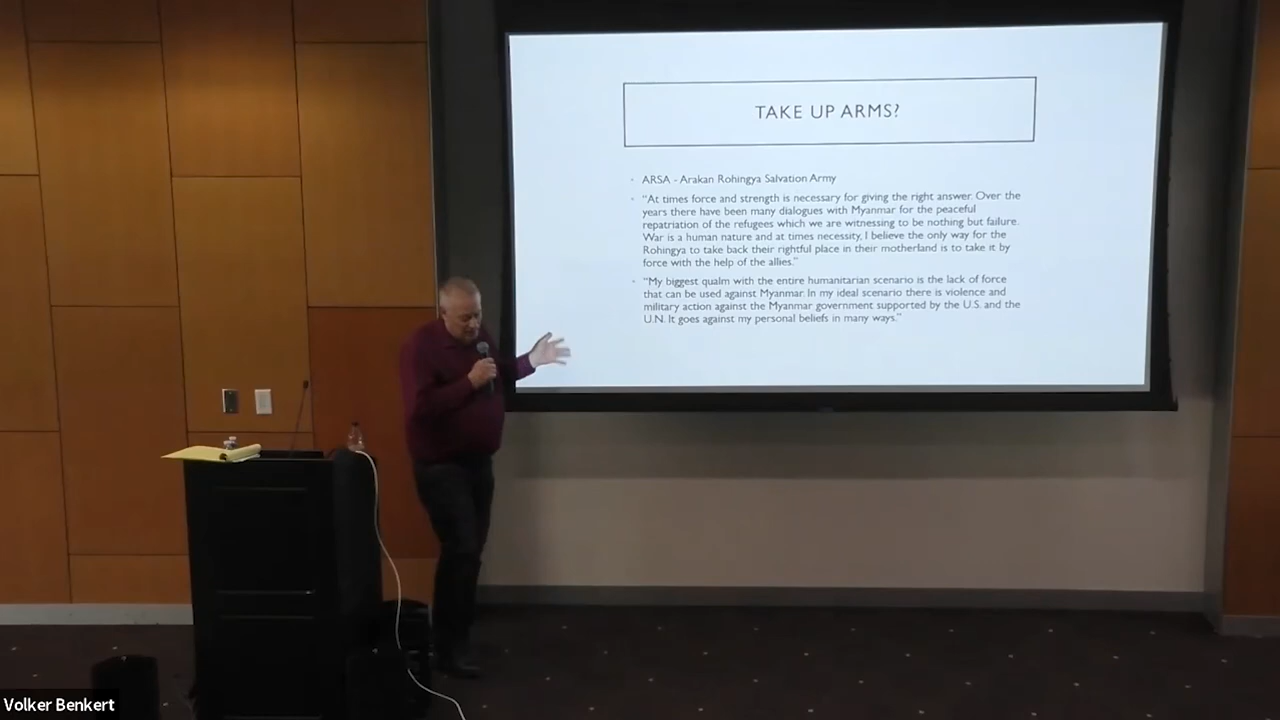 TAKE UP ARMS?
• ARSA - Arakan Rohingya Salvation Army
• "At times force and strength is necessary for giving the right answer. Over the
years there have been many dialogues with Myanmar for the peaceful
repatriation of the refugees which we are witnessing to be nothing but failure.
War is a human nature and at times necessity, I believe the only way for the
Rohingya to take back their rightful place in their motherland is to take it by
force with the help of the allies."
• "My biggest qualm with the entire humanitarian scenario is the lack of force
that can be used against Myanmar. In my ideal scenario there is violence and
military action against the Myanmar government supported by the U.S. and the
U.N. It goes against my personal beliefs in many ways."
Volker Benkert